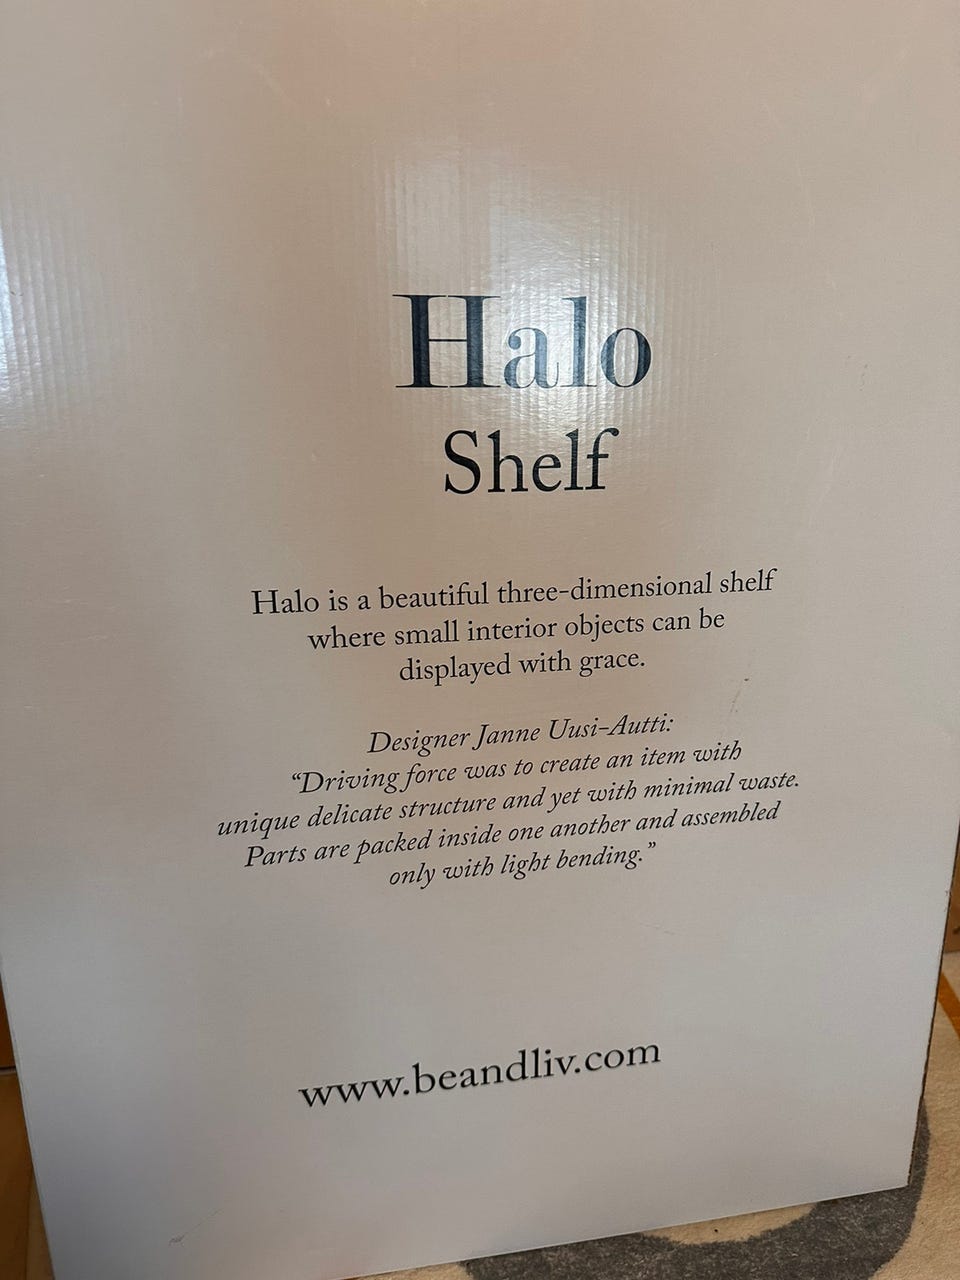 Halo
Shelf
Halo is a beautiful three-dimensional shelf
where small interior objects can be
displayed with grace.
Designer Janne Uusi-Autti:
“Driving force was to create an item with
unique delicate structure and yet with minimal waste.
Parts are packed inside one another and assembled
only with light bending.”
www.beandliv.com